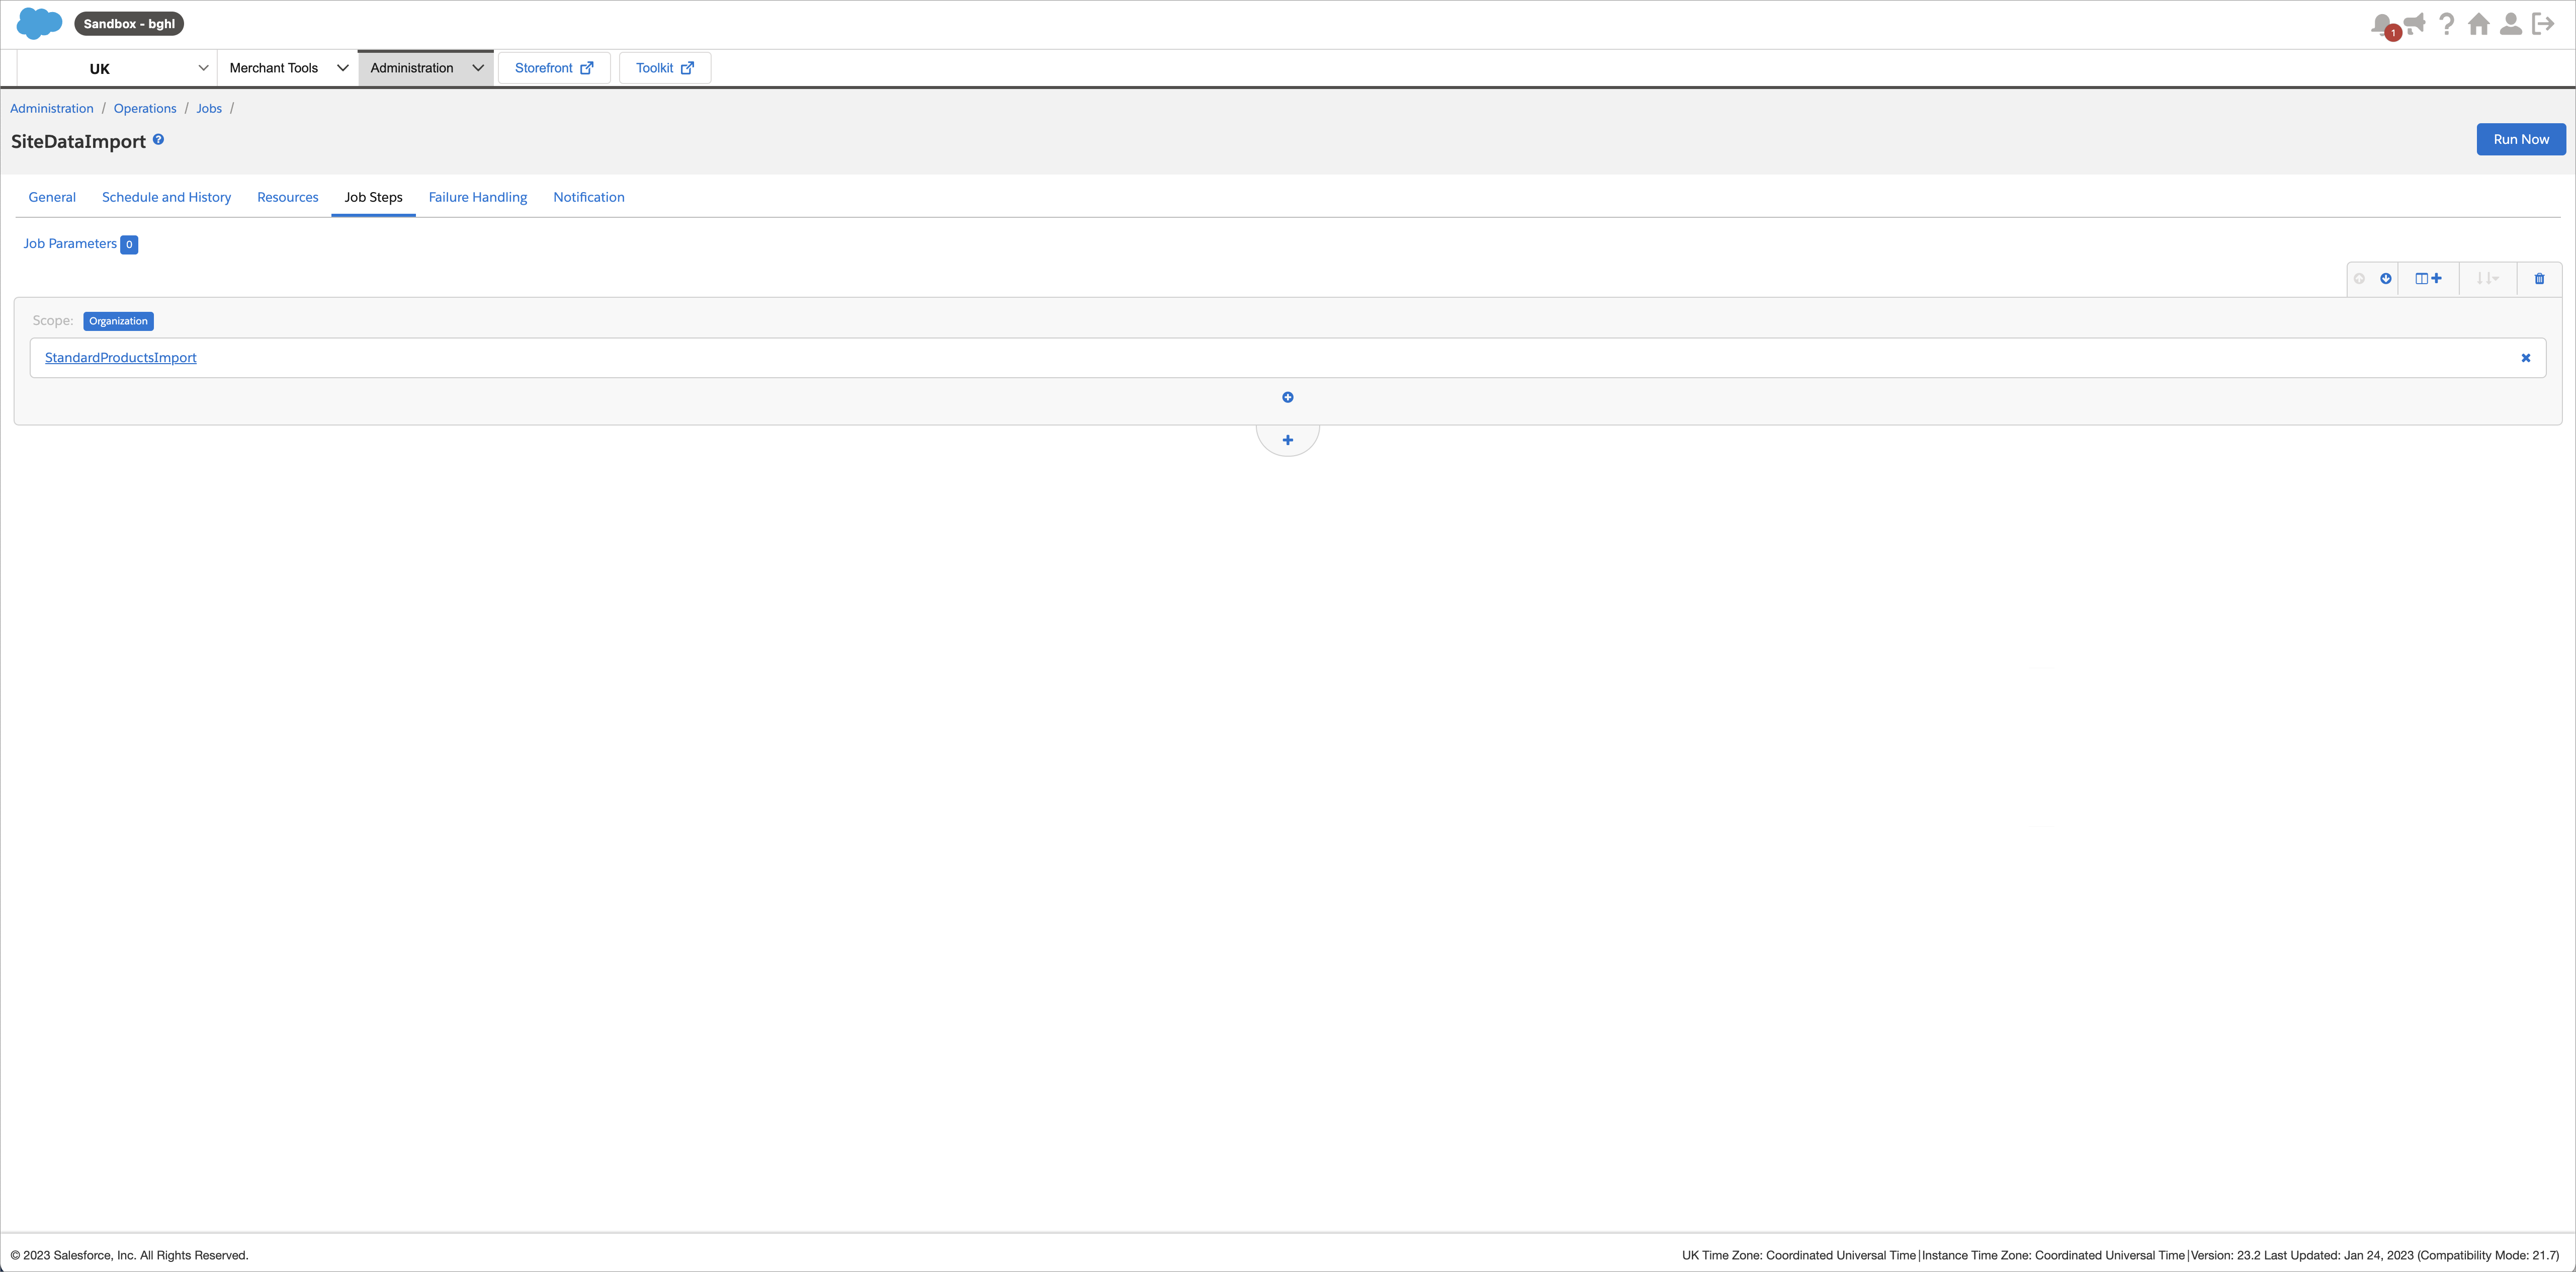 Sandbox - bghl
1
UK
Merchant Tools
Administration
Storefront
Toolkit
Administration / Operations / Jobs /
SiteDataImport
Run Now
General
Schedule and History
Resources
Job Steps
Failure Handling
Notification
Job Parameters 0
Scope: Organization
StandardProductsImport
© 2023 Salesforce, Inc. All Rights Reserved.
UK Time Zone: Coordinated Universal Time | Instance Time Zone: Coordinated Universal Time | Version: 23.2 Last Updated: Jan 24, 2023 (Compatibility Mode: 21.7)